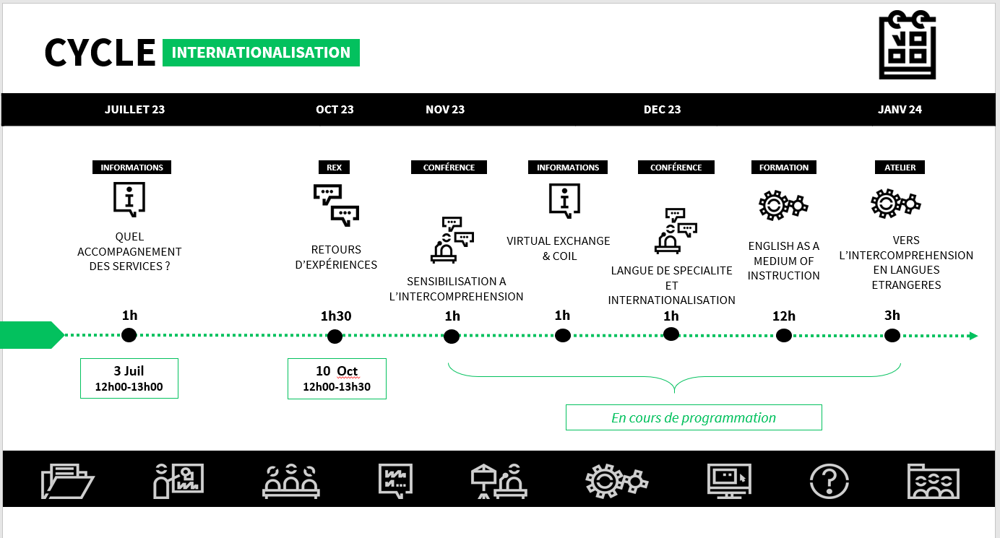 CYCLE INTERNATIONALISATION
JUILLET 23
OCT 23
NOV 23
DEC 23
JANV 24
INFORMATIONS
QUEL
ACCOMPAGNEMENT
DES SERVICES ?
1h
3 Juil
12h00-13h00
REX
RETOURS
D’EXPÉRIENCES
1h30
10 Oct
12h00-13h30
CONFÉRENCE
SENSIBILISATION A
L’INTERCOMPREHENSION
1h
INFORMATIONS
VIRTUAL EXCHANGE
& COIL
1h
CONFÉRENCE
LANGUE DE SPECIALITE
ET
INTERNATIONALISATION
1h
FORMATION
ENGLISH AS A
MEDIUM OF
INSTRUCTION
12h
ATELIER
VERS
L’INTERCOMPREHENSION
EN LANGUES
ETRANGERES
3h
En cours de programmation